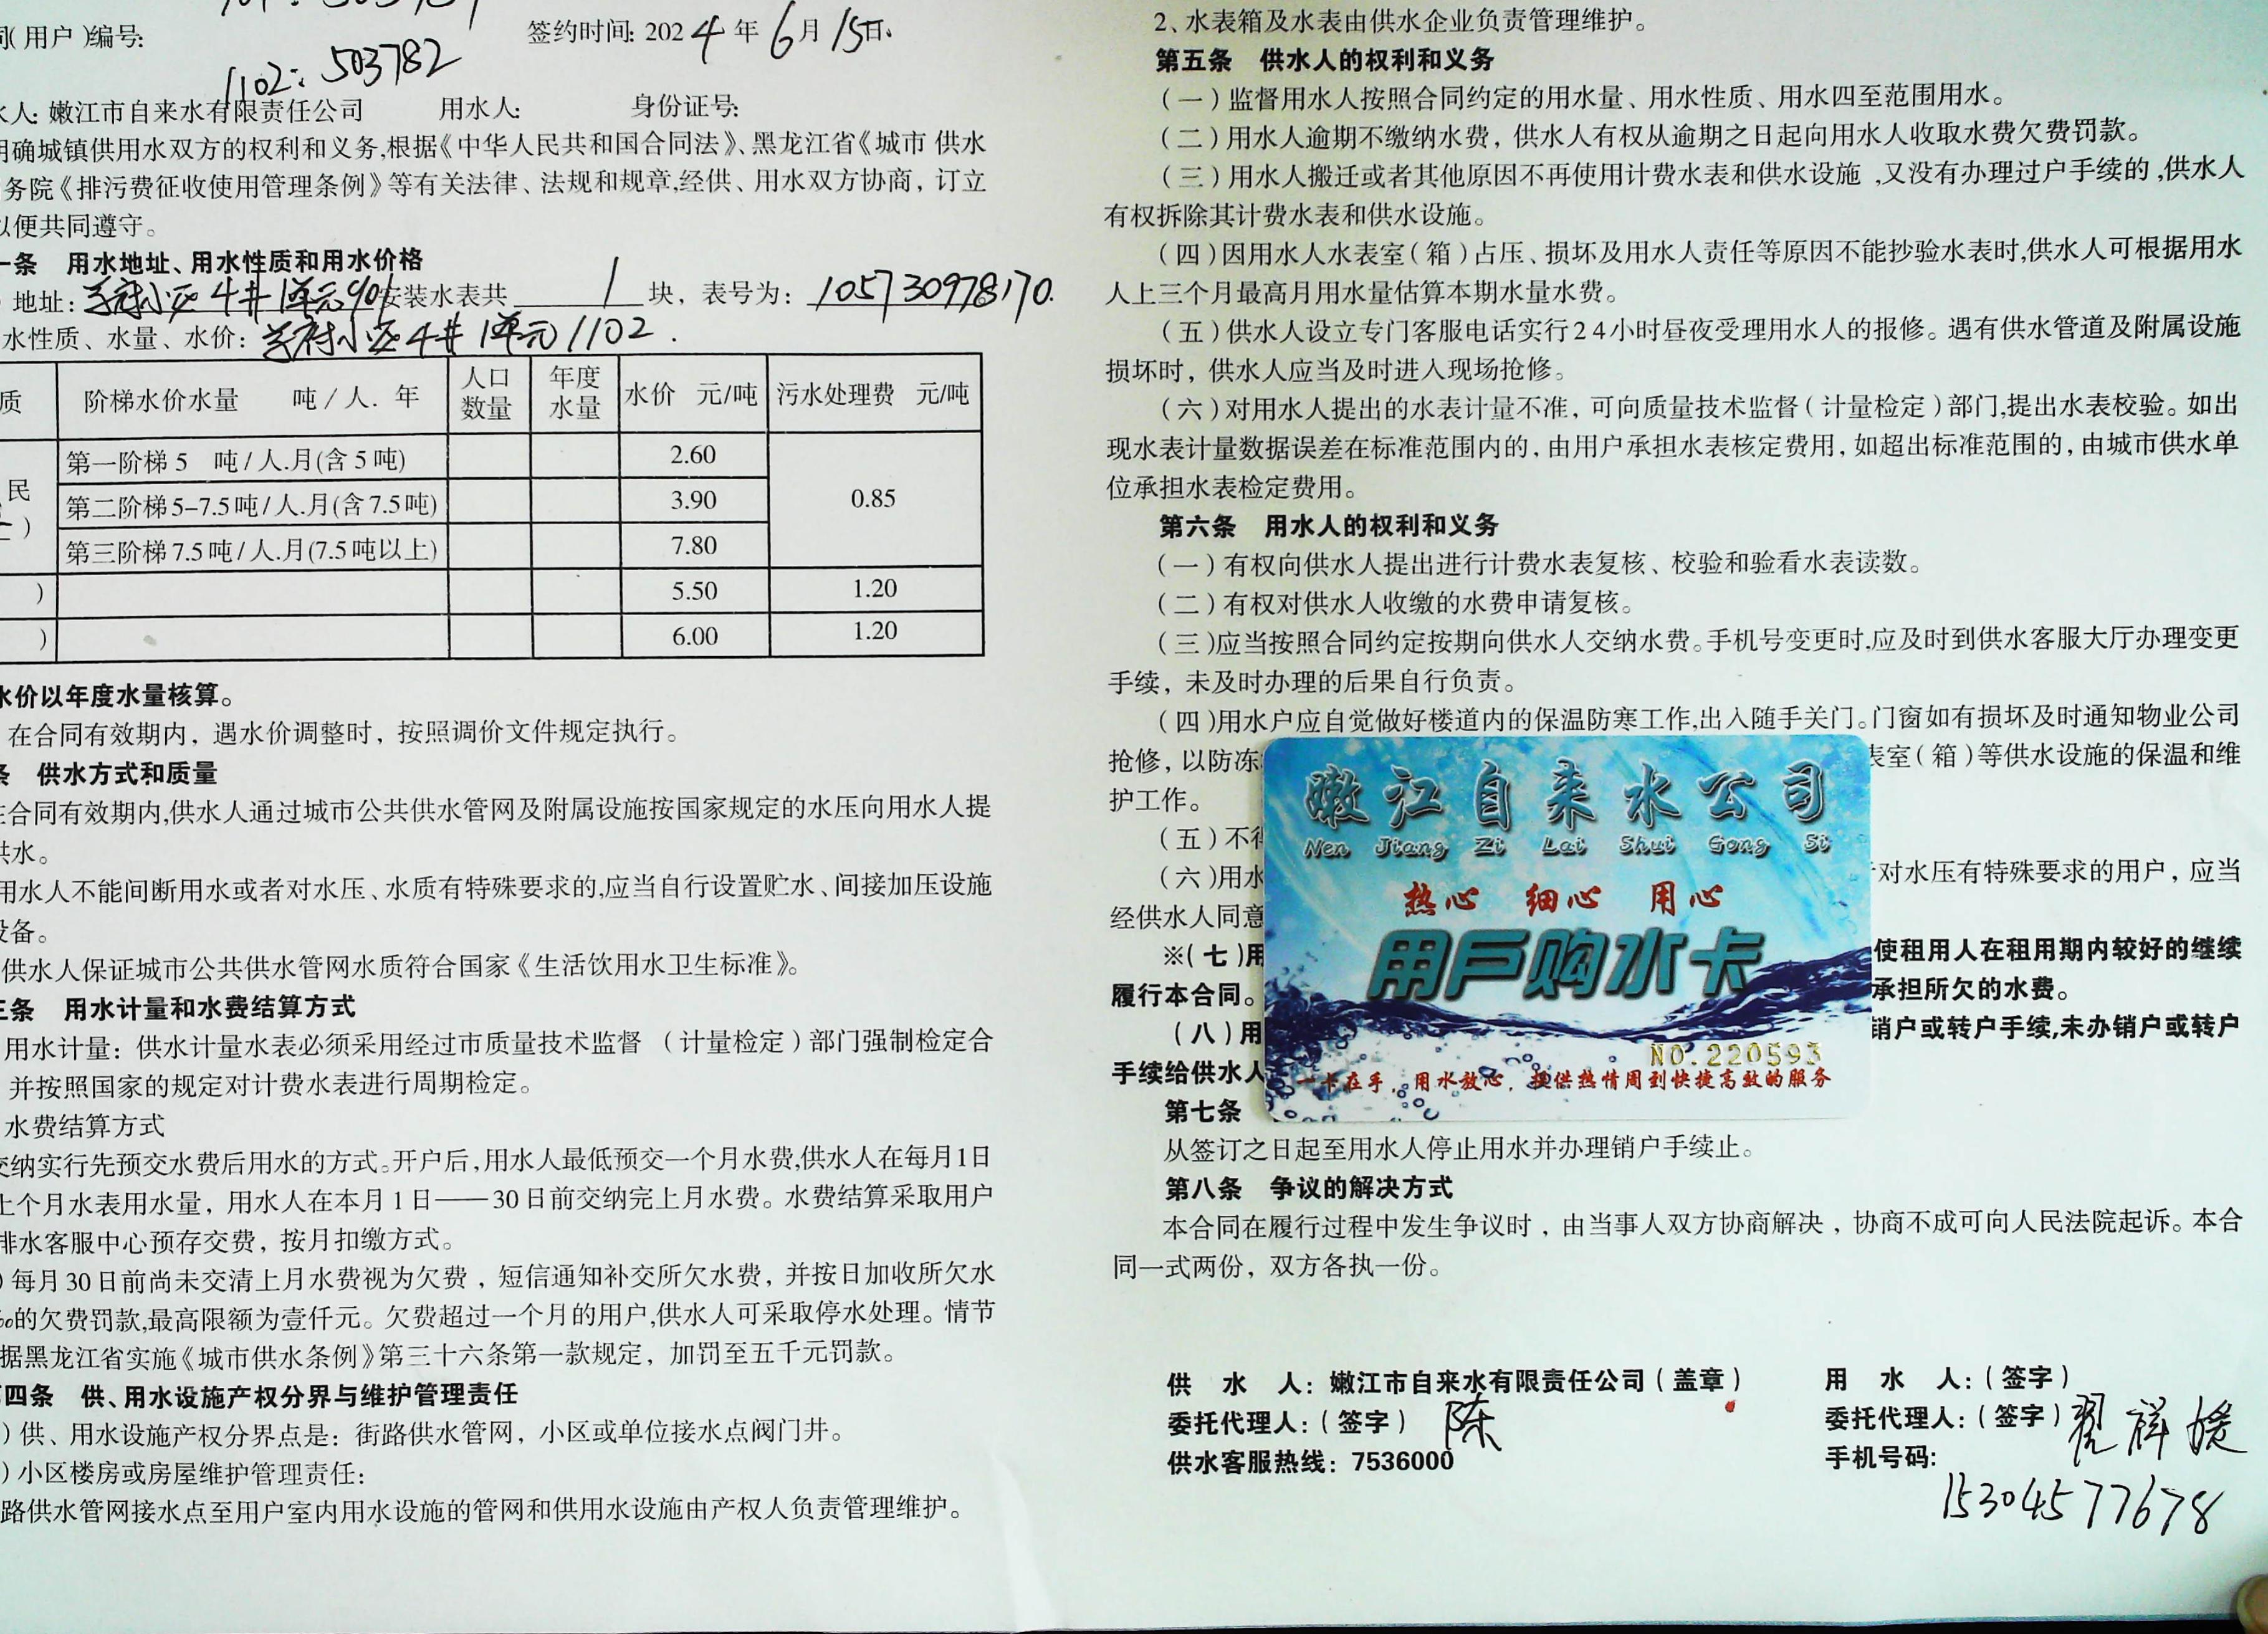 同(用户)编号:
1102: 503782
签约时间: 2024年6月15日.
水人: 嫩江市自来水有限责任公司 用水人: 身份证号:
明确城镇供用水双方的权利和义务,根据《中华人民共和国合同法》、黑龙江省《城市 供水
务院《排污费征收使用管理条例》等有关法律、法规和规章,经供、用水双方协商，订立
以便共同遵守。
一条 用水地址、用水性质和用水价格
地址: 小区4#1单元901安装水表共 1 块，表号为: 105730978170.
水性质、水量、水价: 小区4#1单元1102.
质 阶梯水价水量 吨/人.年 人口数量 年度水量 水价 元/吨 污水处理费 元/吨
民 第一阶梯 5 吨/人.月(含 5 吨) 2.60 0.85
第二阶梯 5-7.5 吨/人.月(含 7.5 吨) 3.90
) 第三阶梯 7.5 吨/人.月(7.5 吨以上) 7.80
) 5.50 1.20
) 6.00 1.20
水价以年度水量核算。
在合同有效期内，遇水价调整时，按照调价文件规定执行。
条 供水方式和质量
在合同有效期内,供水人通过城市公共供水管网及附属设施按国家规定的水压向用水人提
供水。
用水人不能间断用水或者对水压、水质有特殊要求的,应当自行设置贮水、间接加压设施
设备。
供水人保证城市公共供水管网水质符合国家《生活饮用水卫生标准》。
三条 用水计量和水费结算方式
用水计量：供水计量水表必须采用经过市质量技术监督 （计量检定）部门强制检定合
并按照国家的规定对计费水表进行周期检定。
水费结算方式
交纳实行先预交水费后用水的方式。开户后,用水人最低预交一个月水费,供水人在每月1日
上个月水表用水量，用水人在本月 1 日——30 日前交纳完上月水费。水费结算采取用户
排水客服中心预存交费，按月扣缴方式。
) 每月 30 日前尚未交清上月水费视为欠费，短信通知补交所欠水费，并按日加收所欠水
‰的欠费罚款,最高限额为壹仟元。欠费超过一个月的用户,供水人可采取停水处理。情节
据黑龙江省实施《城市供水条例》第三十六条第一款规定，加罚至五千元罚款。
四条 供、用水设施产权分界与维护管理责任
) 供、用水设施产权分界点是：街路供水管网，小区或单位接水点阀门井。
) 小区楼房或房屋维护管理责任：
路供水管网接水点至用户室内用水设施的管网和供用水设施由产权人负责管理维护。
2、水表箱及水表由供水企业负责管理维护。
第五条 供水人的权利和义务
（一）监督用水人按照合同约定的用水量、用水性质、用水四至范围用水。
（二）用水人逾期不缴纳水费，供水人有权从逾期之日起向用水人收取水费欠费罚款。
（三）用水人搬迁或者其他原因不再使用计费水表和供水设施,又没有办理过户手续的,供水人
有权拆除其计费水表和供水设施。
（四）因用水人水表室（箱）占压、损坏及用水人责任等原因不能抄验水表时,供水人可根据用水
人上三个月最高月用水量估算本期水量水费。
（五）供水人设立专门客服电话实行24小时昼夜受理用水人的报修。遇有供水管道及附属设施
损坏时，供水人应当及时进入现场抢修。
（六）对用水人提出的水表计量不准，可向质量技术监督（计量检定）部门,提出水表校验。如出
现水表计量数据误差在标准范围内的，由用户承担水表核定费用，如超出标准范围的，由城市供水单
位承担水表检定费用。
第六条 用水人的权利和义务
（一）有权向供水人提出进行计费水表复核、校验和验看水表读数。
（二）有权对供水人收缴的水费申请复核。
（三）应当按照合同约定按期向供水人交纳水费。手机号变更时,应及时到供水客服大厅办理变更
手续，未及时办理的后果自行负责。
（四）用水户应自觉做好楼道内的保温防寒工作,出入随手关门。门窗如有损坏及时通知物业公司
抢修，以防冻 表室（箱）等供水设施的保温和维
护工作。
（五）不得
（六）用水 对水压有特殊要求的用户，应当
经供水人同意
※（七）用 使租用人在租用期内较好的继续
履行本合同。 承担所欠的水费。
（八）用 销户或转户手续,未办销户或转户
手续给供水人
第七条
从签订之日起至用水人停止用水并办理销户手续止。
第八条 争议的解决方式
本合同在履行过程中发生争议时，由当事人双方协商解决，协商不成可向人民法院起诉。本合
同一式两份，双方各执一份。
嫩江自来水公司
Nen Jiang Zi Lai Shui Gong Si
热心 细心 用心
用户购水卡
NO.220593
一卡在手，用水放心，提供热情周到快捷高效的服务
供 水 人：嫩江市自来水有限责任公司（盖章）
委托代理人：（签字） 陈
供水客服热线：7536000
用 水 人：（签字）
委托代理人：（签字）翟祥媛
手机号码:
15304577678